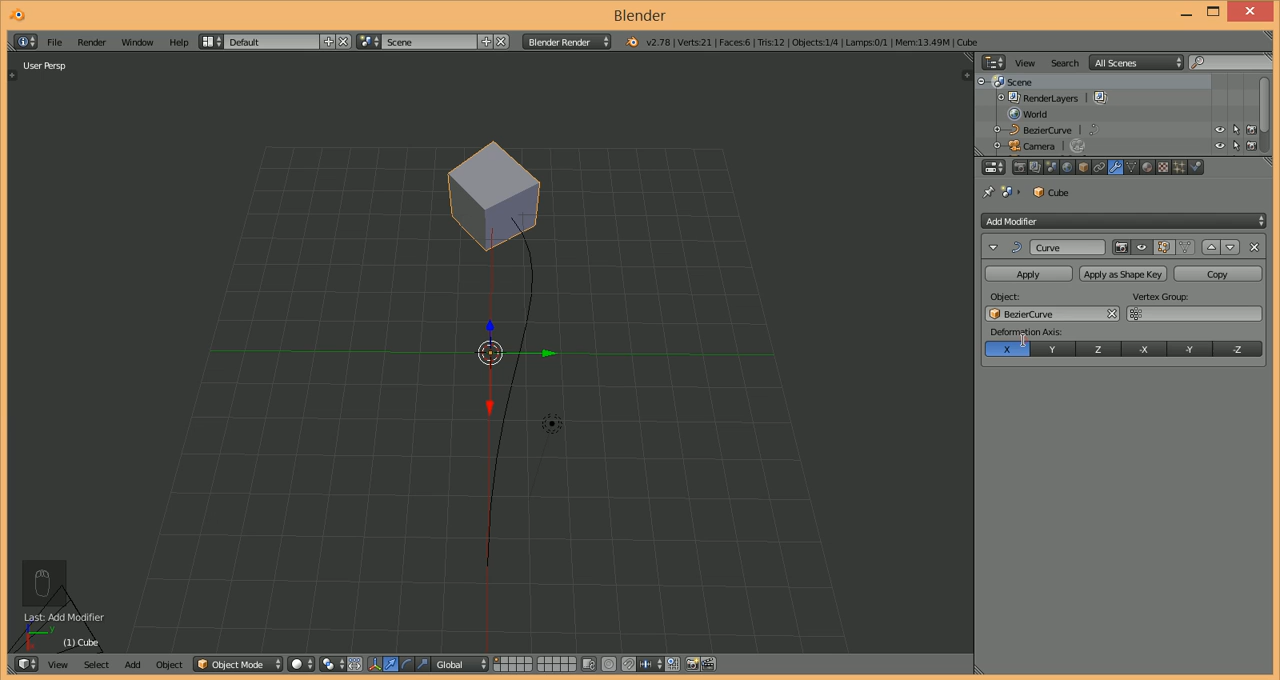 Blender
File Render Window Help Default Scene Blender Render v2.78 | Verts:21 | Faces:6 | Tris:12 | Objects:1/4 | Lamps:0/1 | Mem:13.49M | Cube
User Persp
View Search All Scenes
Scene
RenderLayers
World
BezierCurve
Camera
Cube
Add Modifier
Curve
Apply Apply as Shape Key Copy
Object: Vertex Group:
BezierCurve
Deformation Axis:
X Y Z -X -Y -Z
Last: Add Modifier
Y
(1) Cube
View Select Add Object Object Mode Global